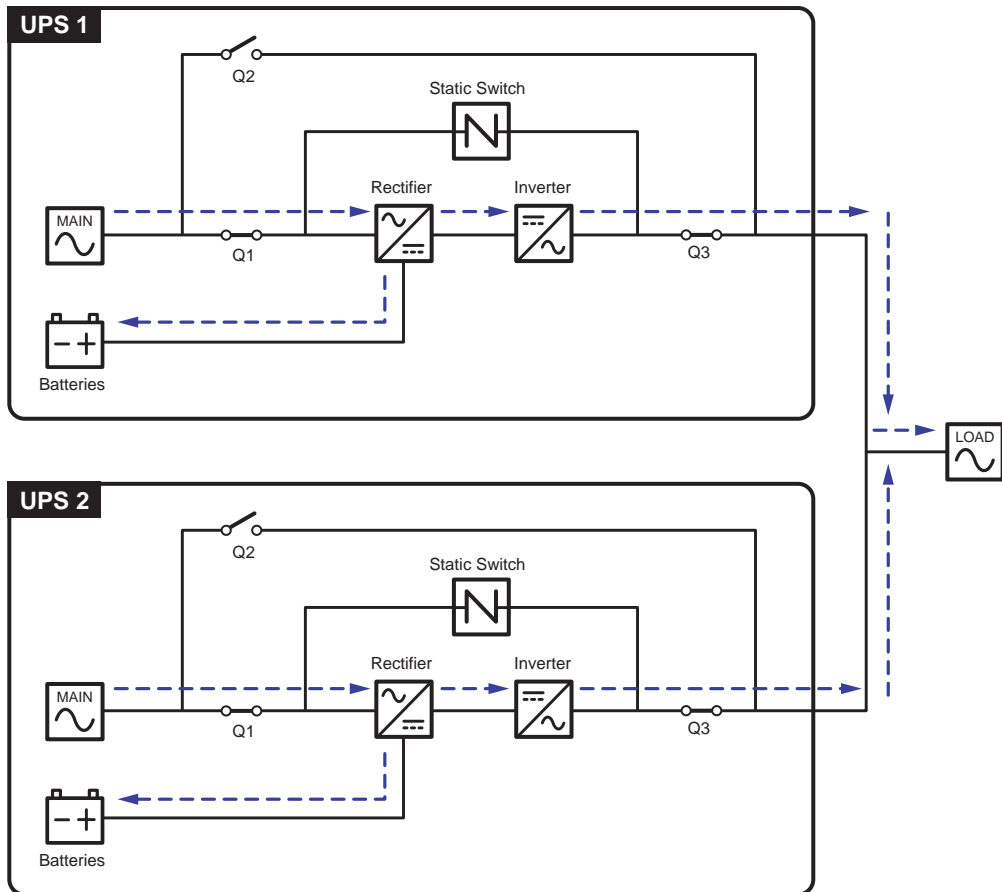 UPS 1
Q2
Static Switch
Rectifier
Inverter
MAIN
Q1
Q3
Batteries
LOAD
UPS 2
Q2
Static Switch
Rectifier
Inverter
MAIN
Q1
Q3
Batteries